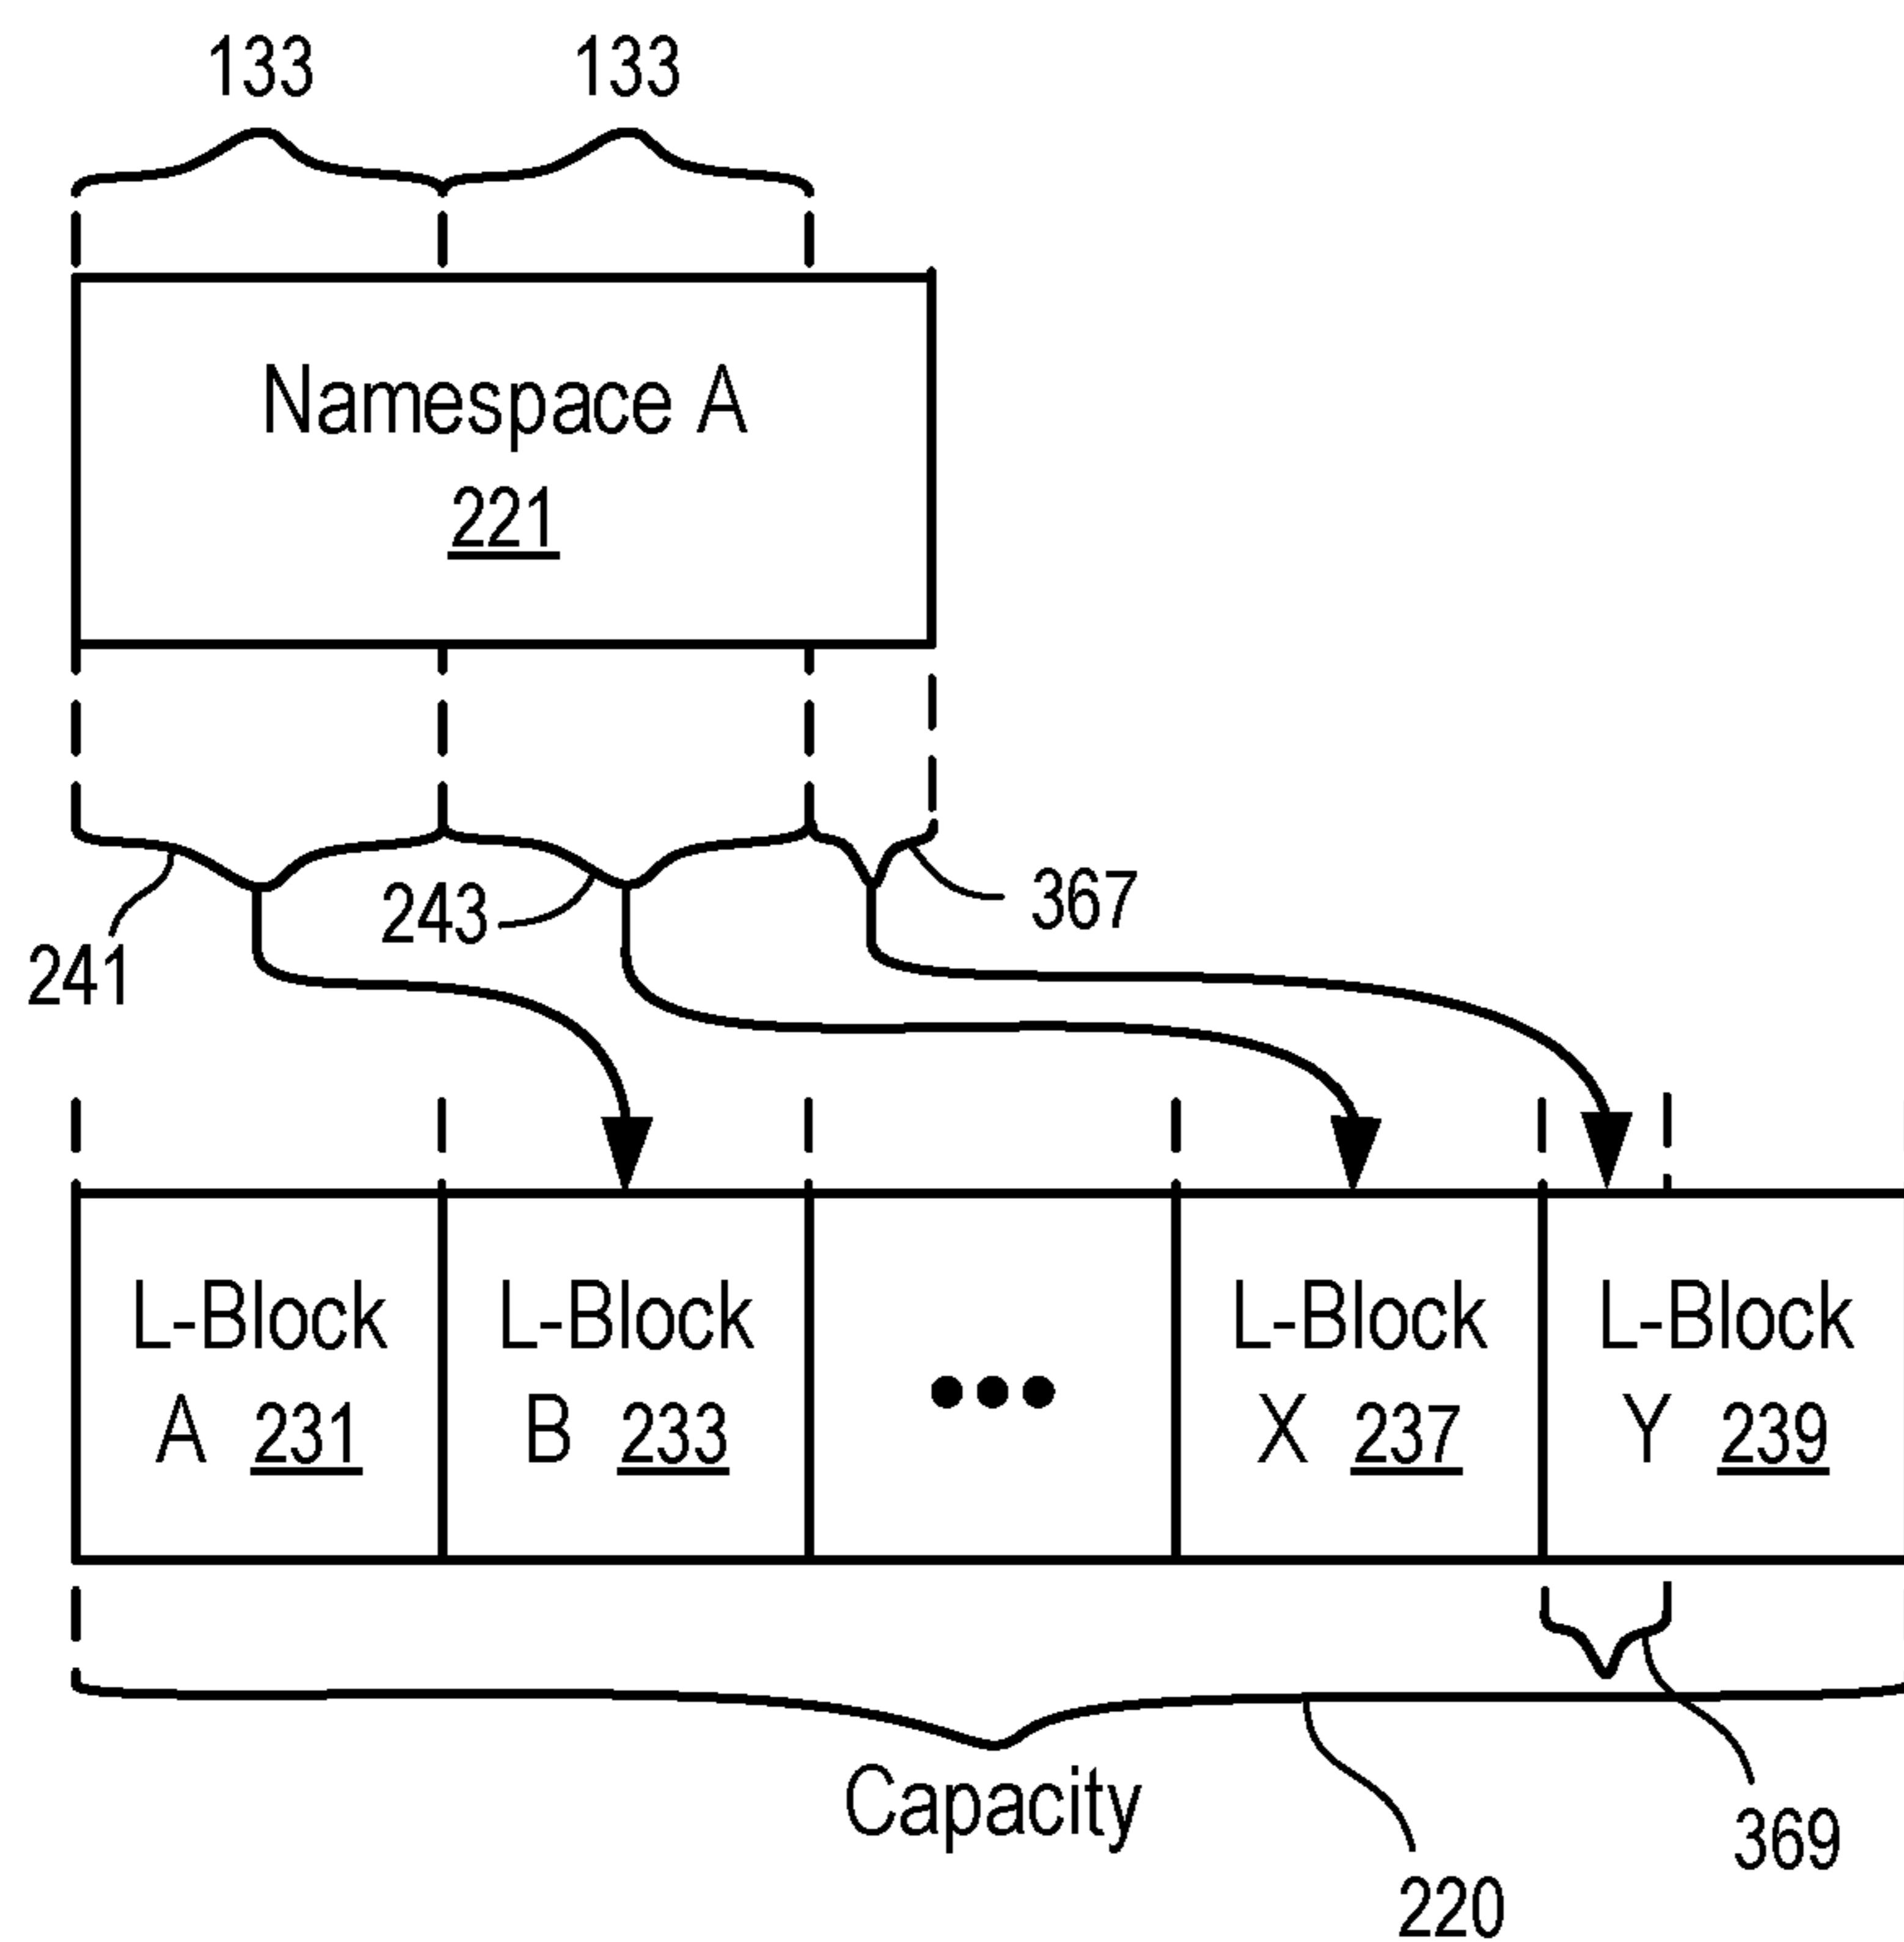 133 133
Namespace A
221
241 243 367
L-Block L-Block L-Block L-Block
A 231 B 233 ••• X 237 Y 239
Capacity
369
220